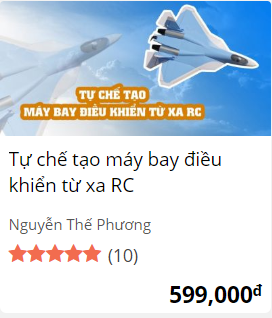 TỰ CHẾ TẠO
MÁY BAY ĐIỀU KHIỂN TỪ XA RC
Tự chế tạo máy bay điều
khiển từ xa RC
Nguyễn Thế Phương
(10)
599,000đ